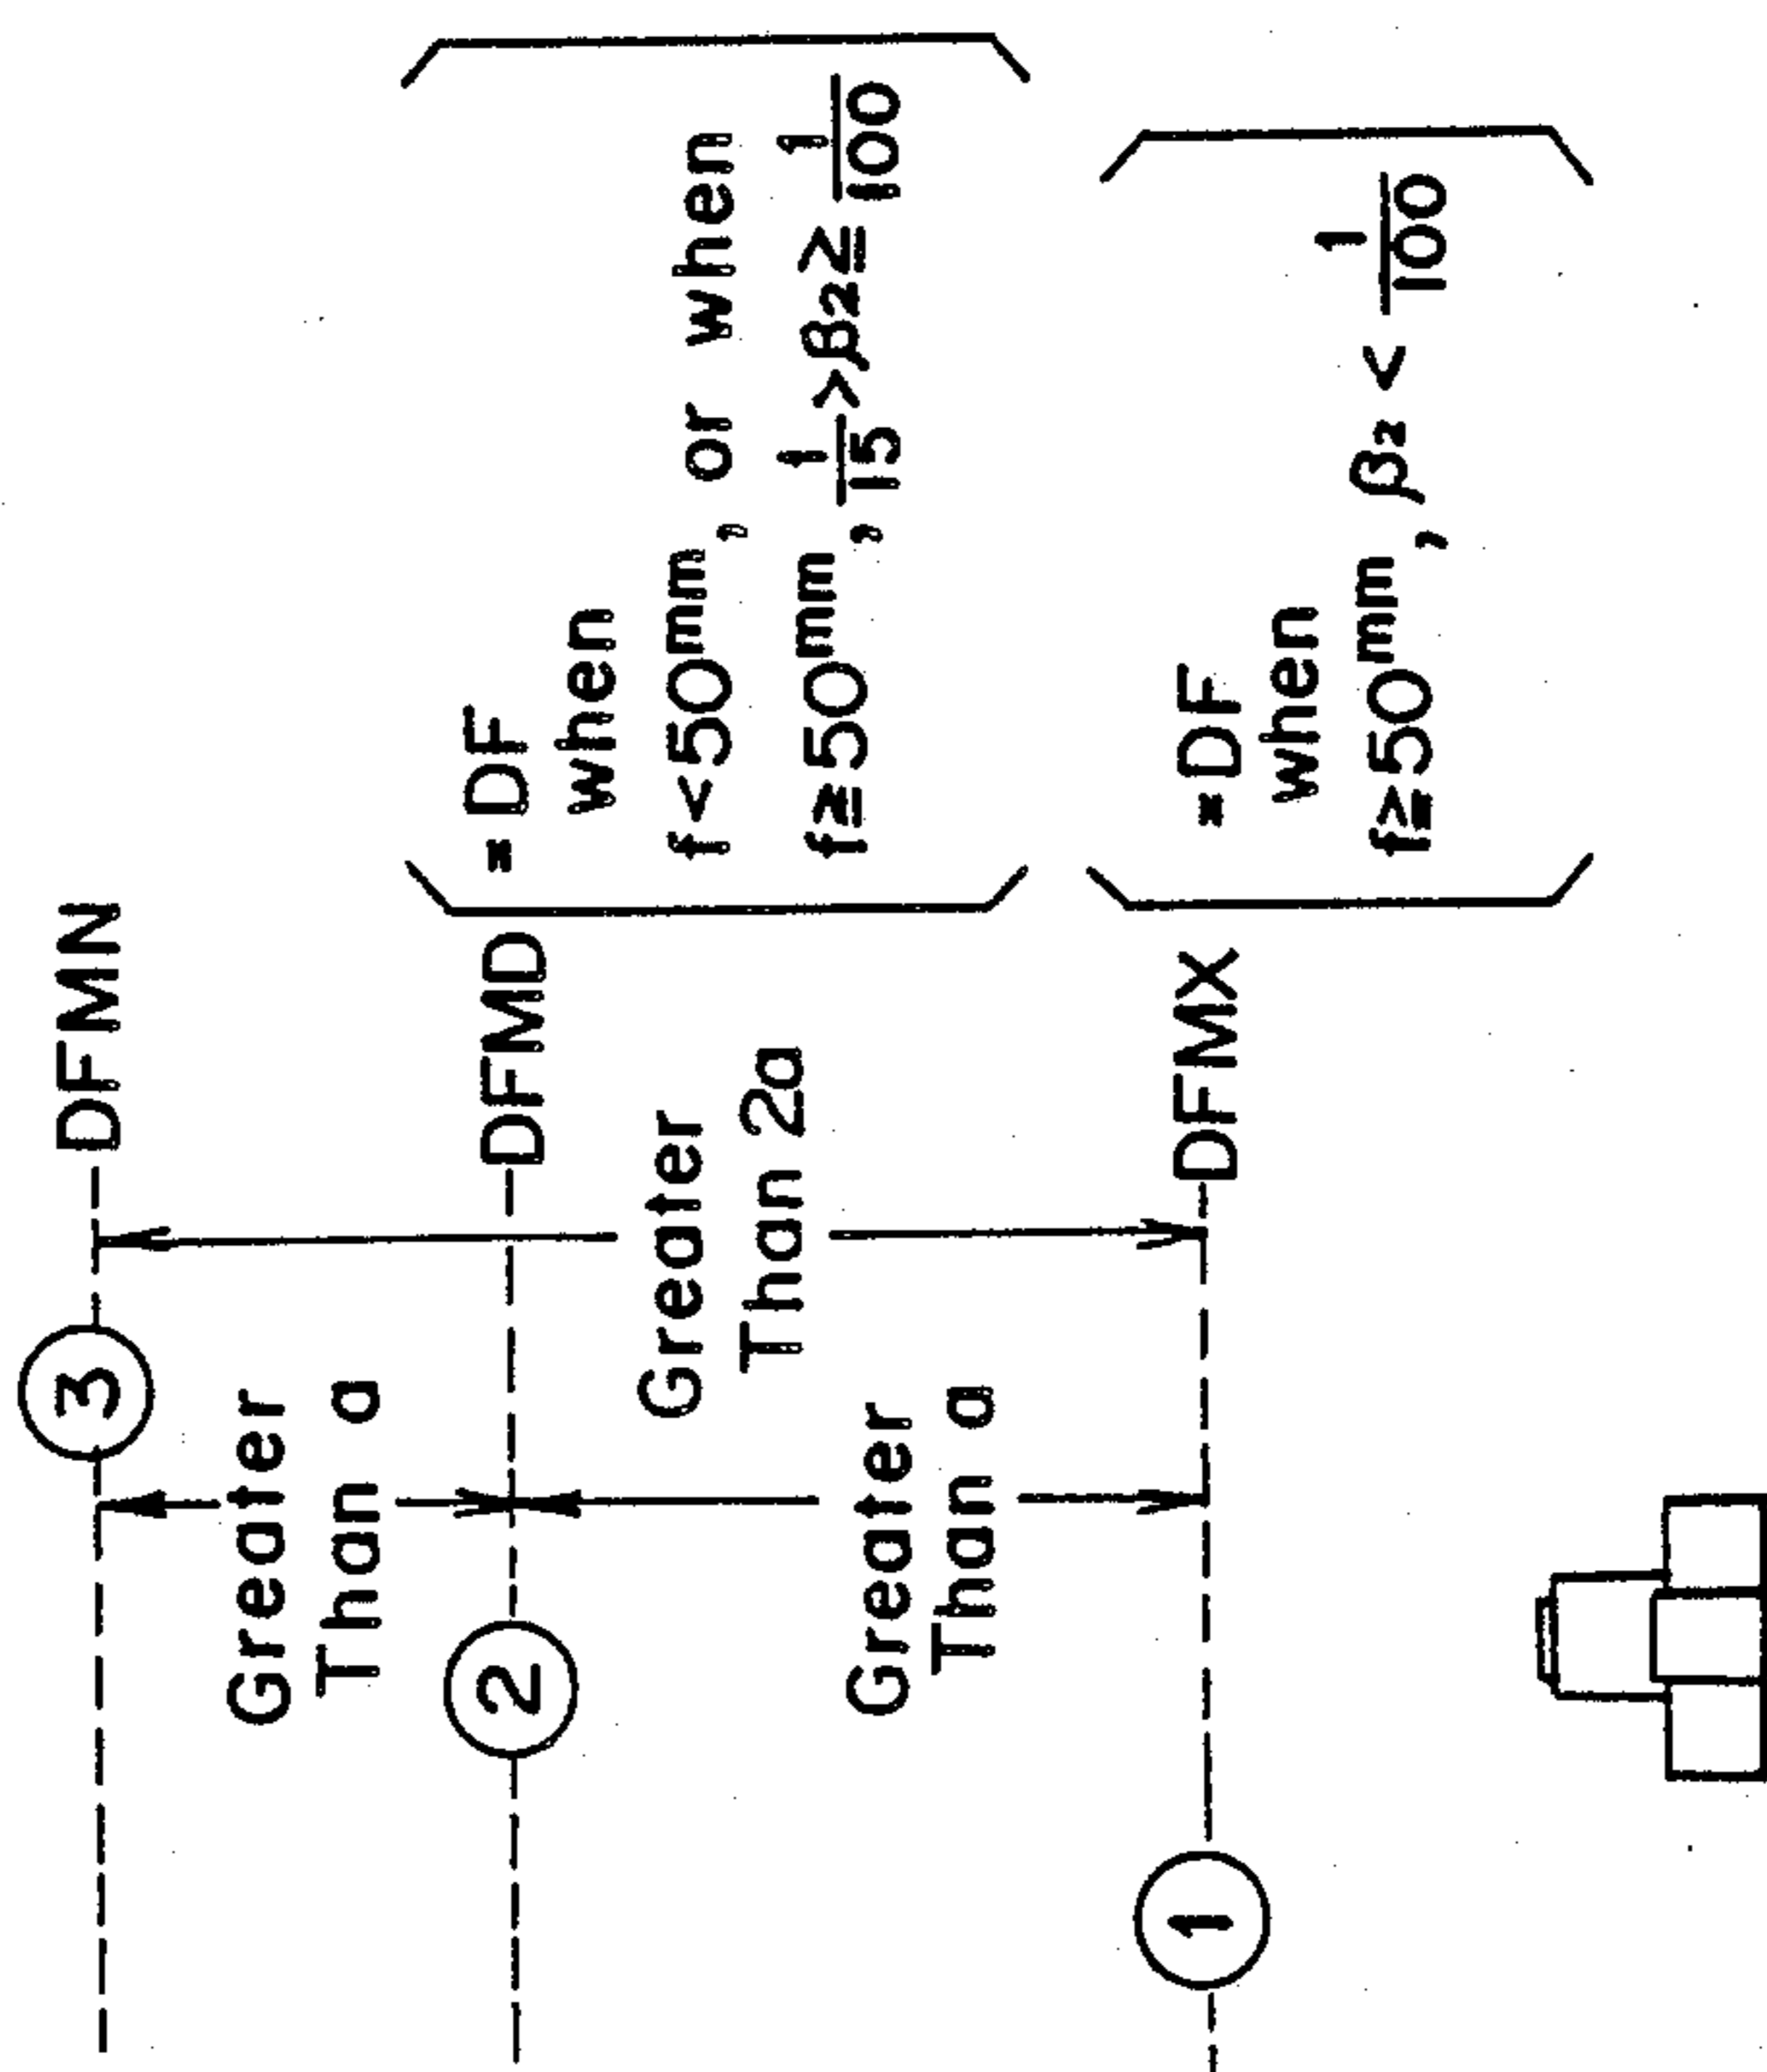 ③ DFMN
Greater
Than a
② DFMD
=DF
when
f<50mm, or when
f≧50mm, 1/15>β₂≧1/100
Greater
Than 2a
Greater
Than a
① DFMX
=DF
when
f≧50mm, β₂<1/100